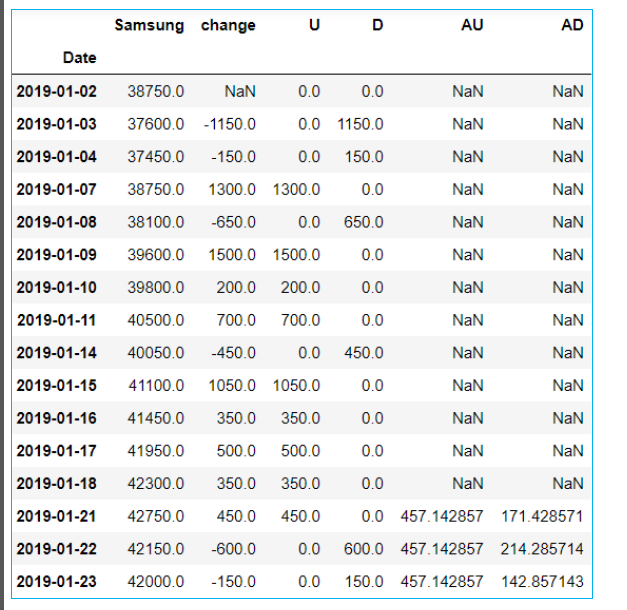 Samsung change U D AU AD
Date
2019-01-02 38750.0 NaN 0.0 0.0 NaN NaN
2019-01-03 37600.0 -1150.0 0.0 1150.0 NaN NaN
2019-01-04 37450.0 -150.0 0.0 150.0 NaN NaN
2019-01-07 38750.0 1300.0 1300.0 0.0 NaN NaN
2019-01-08 38100.0 -650.0 0.0 650.0 NaN NaN
2019-01-09 39600.0 1500.0 1500.0 0.0 NaN NaN
2019-01-10 39800.0 200.0 200.0 0.0 NaN NaN
2019-01-11 40500.0 700.0 700.0 0.0 NaN NaN
2019-01-14 40050.0 -450.0 0.0 450.0 NaN NaN
2019-01-15 41100.0 1050.0 1050.0 0.0 NaN NaN
2019-01-16 41450.0 350.0 350.0 0.0 NaN NaN
2019-01-17 41950.0 500.0 500.0 0.0 NaN NaN
2019-01-18 42300.0 350.0 350.0 0.0 NaN NaN
2019-01-21 42750.0 450.0 450.0 0.0 457.142857 171.428571
2019-01-22 42150.0 -600.0 0.0 600.0 457.142857 214.285714
2019-01-23 42000.0 -150.0 0.0 150.0 457.142857 142.857143